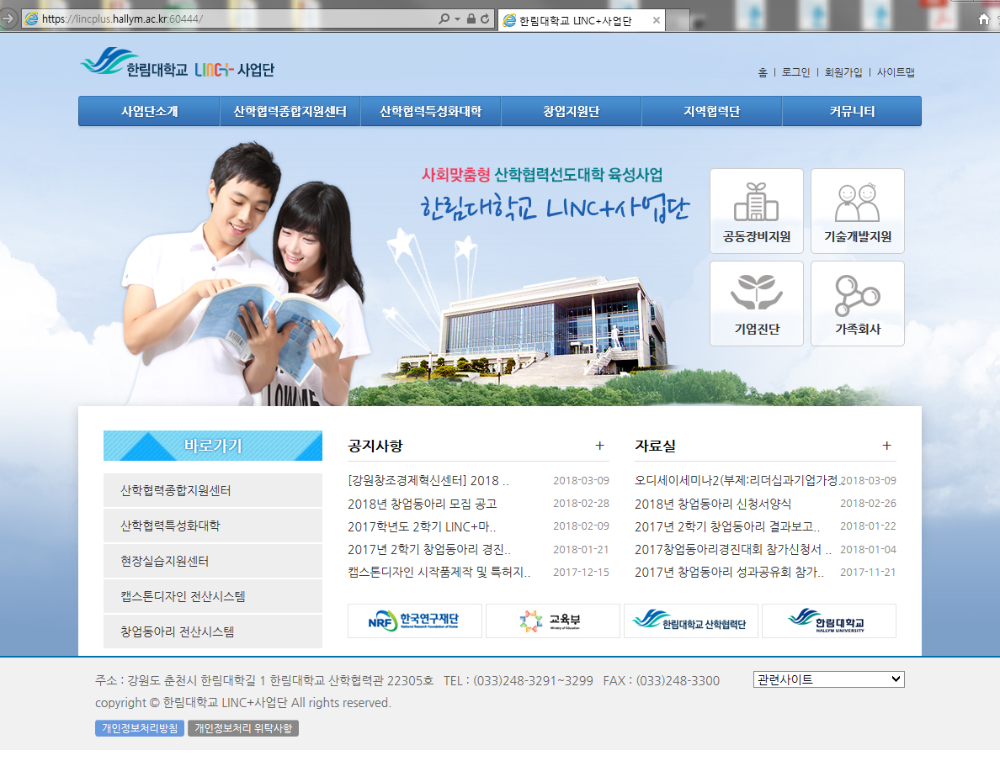 https://lincplus.hallym.ac.kr:60444/
한림대학교 LINC+사업단
한림대학교 LINC+ 사업단
홈 | 로그인 | 회원가입 | 사이트맵
사업단소개 산학협력종합지원센터 산학협력특성화대학 창업지원단 지역협력단 커뮤니티
사회맞춤형 산학협력선도대학 육성사업
한림대학교 LINC+사업단
공동장비지원 기술개발지원
기업진단 가족회사
바로가기
산학협력종합지원센터
산학협력특성화대학
현장실습지원센터
캡스톤디자인 전산시스템
창업동아리 전산시스템
공지사항 +
[강원창조경제혁신센터] 2018 .. 2018-03-09
2018년 창업동아리 모집 공고 2018-02-28
2017학년도 2학기 LINC+마.. 2018-02-09
2017년 2학기 창업동아리 경진.. 2018-01-21
캡스톤디자인 시작품제작 및 특허지.. 2017-12-15
자료실 +
오디세이세미나2(부제:리더십과기업가정.. 2018-03-09
2018년 창업동아리 신청서양식 2018-02-26
2017년 2학기 창업동아리 결과보고.. 2018-01-22
2017창업동아리경진대회 참가신청서 .. 2018-01-04
2017년 창업동아리 성과공유회 참가.. 2017-11-21
NRF 한국연구재단
National Research Foundation of Korea
교육부
Ministry of Education
한림대학교 산학협력단
한림대학교
HALLYM UNIVERSITY
주소 : 강원도 춘천시 한림대학길 1 한림대학교 산학협력관 22305호 TEL : (033)248-3291~3299 FAX : (033)248-3300
관련사이트
copyright © 한림대학교 LINC+사업단 All rights reserved.
개인정보처리방침 개인정보처리 위탁사항